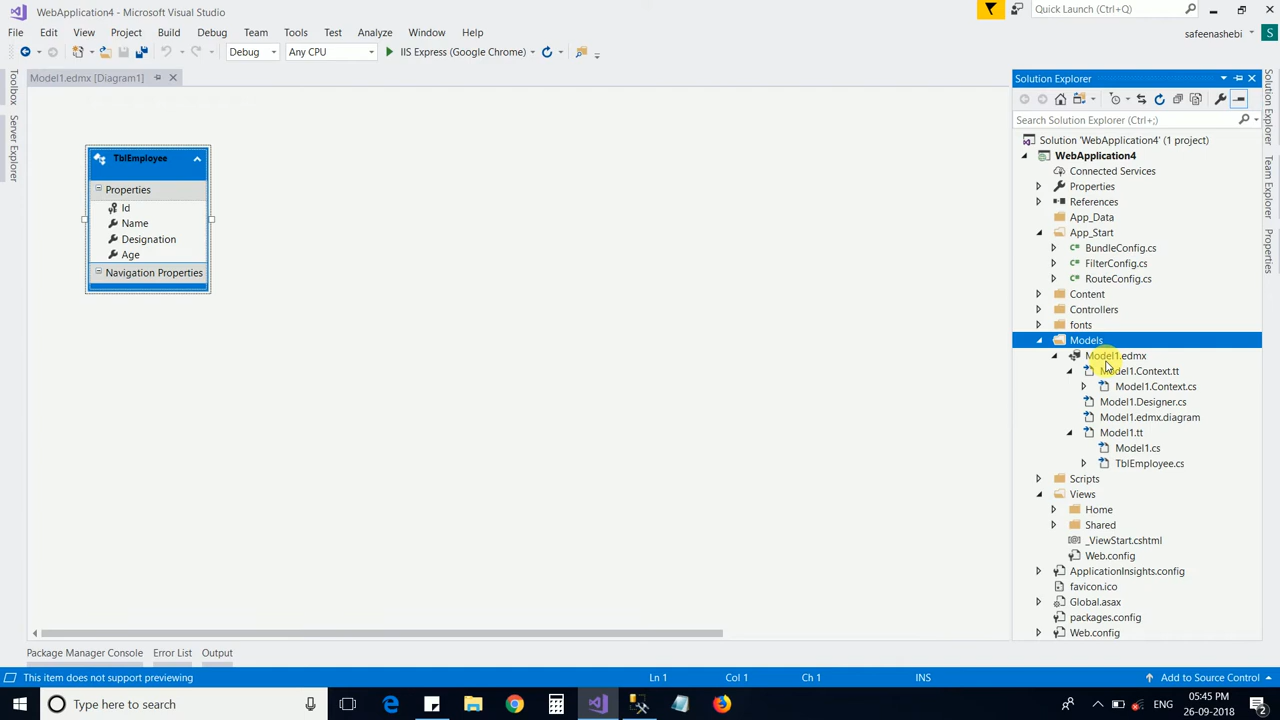 WebApplication4 - Microsoft Visual Studio
Quick Launch (Ctrl+Q)
File Edit View Project Build Debug Team Tools Test Analyze Window Help
safeenashebi
S
Debug Any CPU IIS Express (Google Chrome)
Toolbox
Server Explorer
Model1.edmx [Diagram1]
TblEmployee
Properties
Id
Name
Designation
Age
Navigation Properties
Solution Explorer
Search Solution Explorer (Ctrl+;)
Solution 'WebApplication4' (1 project)
WebApplication4
Connected Services
Properties
References
App_Data
App_Start
BundleConfig.cs
FilterConfig.cs
RouteConfig.cs
Content
Controllers
fonts
Models
Model1.edmx
Model1.Context.tt
Model1.Context.cs
Model1.Designer.cs
Model1.edmx.diagram
Model1.tt
Model1.cs
TblEmployee.cs
Scripts
Views
Home
Shared
_ViewStart.cshtml
Web.config
ApplicationInsights.config
favicon.ico
Global.asax
packages.config
Web.config
Solution Explorer
Team Explorer
Properties
Package Manager Console Error List Output
This item does not support previewing Ln 1 Col 1 Ch 1 INS Add to Source Control
Type here to search
ENG
05:45 PM
26-09-2018
2